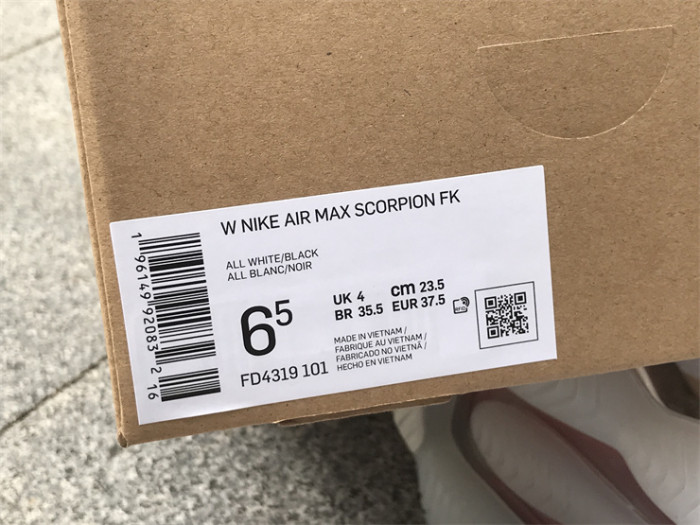 W NIKE AIR MAX SCORPION FK
ALL WHITE/BLACK
ALL BLANC/NOIR
6⁵
UK 4
BR 35.5
cm 23.5
EUR 37.5
MADE IN VIETNAM /
FABRIQUE AU VIETNAM /
FABRICADO NO VIETNÃ /
HECHO EN VIETNAM
FD4319 101
1 96149 92083 2 16